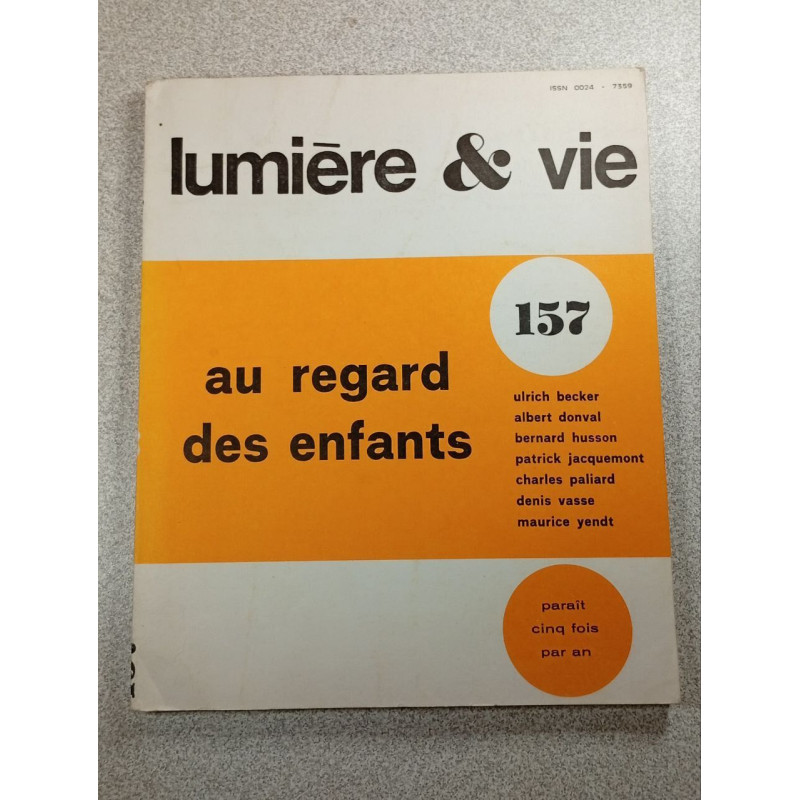 ISSN 0024 - 7359
lumière & vie
157
au regard
des enfants
ulrich becker
albert donval
bernard husson
patrick jacquemont
charles paliard
denis vasse
maurice yendt
paraît
cinq fois
par an